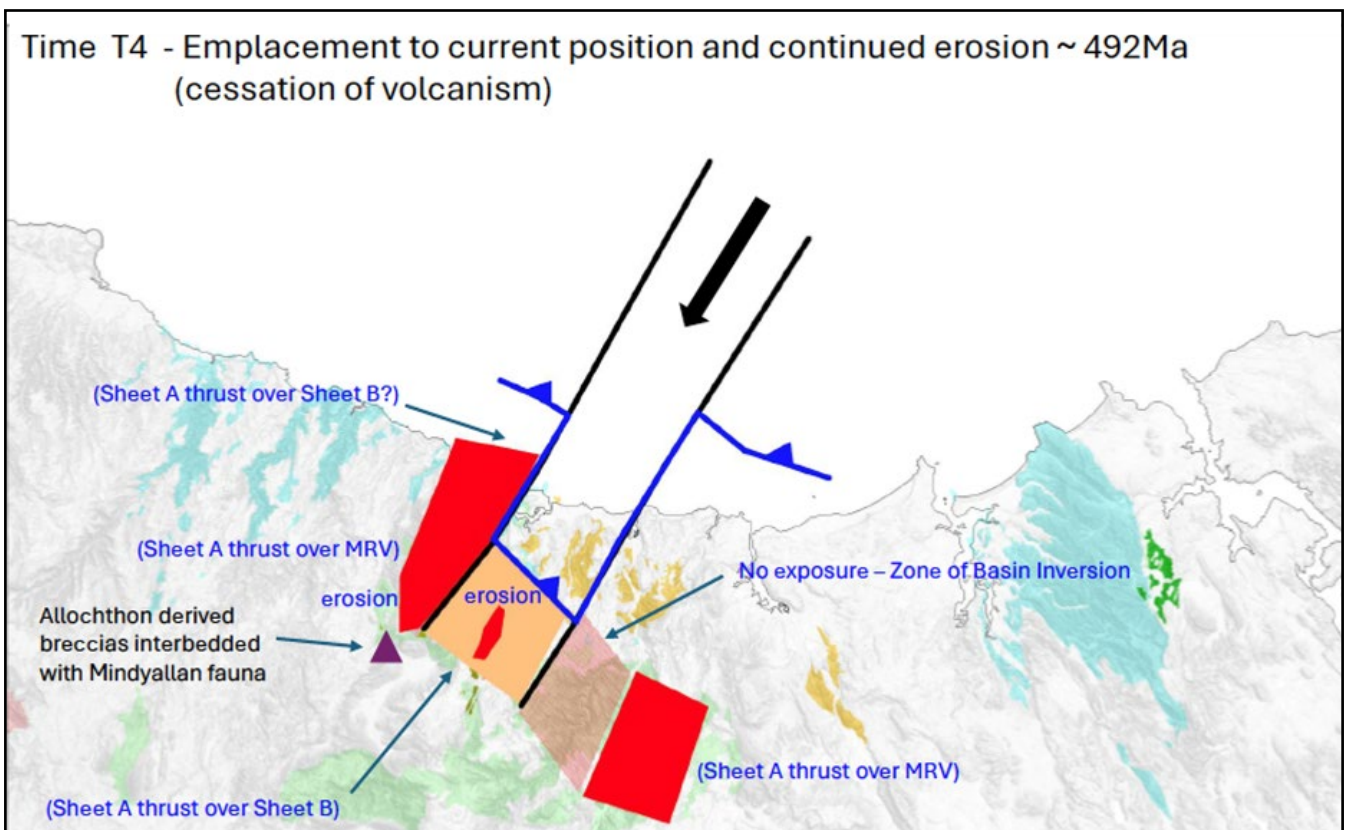 Time T4 - Emplacement to current position and continued erosion ~ 492Ma
(cessation of volcanism)
(Sheet A thrust over Sheet B?)
(Sheet A thrust over MRV)
erosion
erosion
No exposure – Zone of Basin Inversion
Allochthon derived
breccias interbedded
with Mindyallan fauna
(Sheet A thrust over MRV)
(Sheet A thrust over Sheet B)